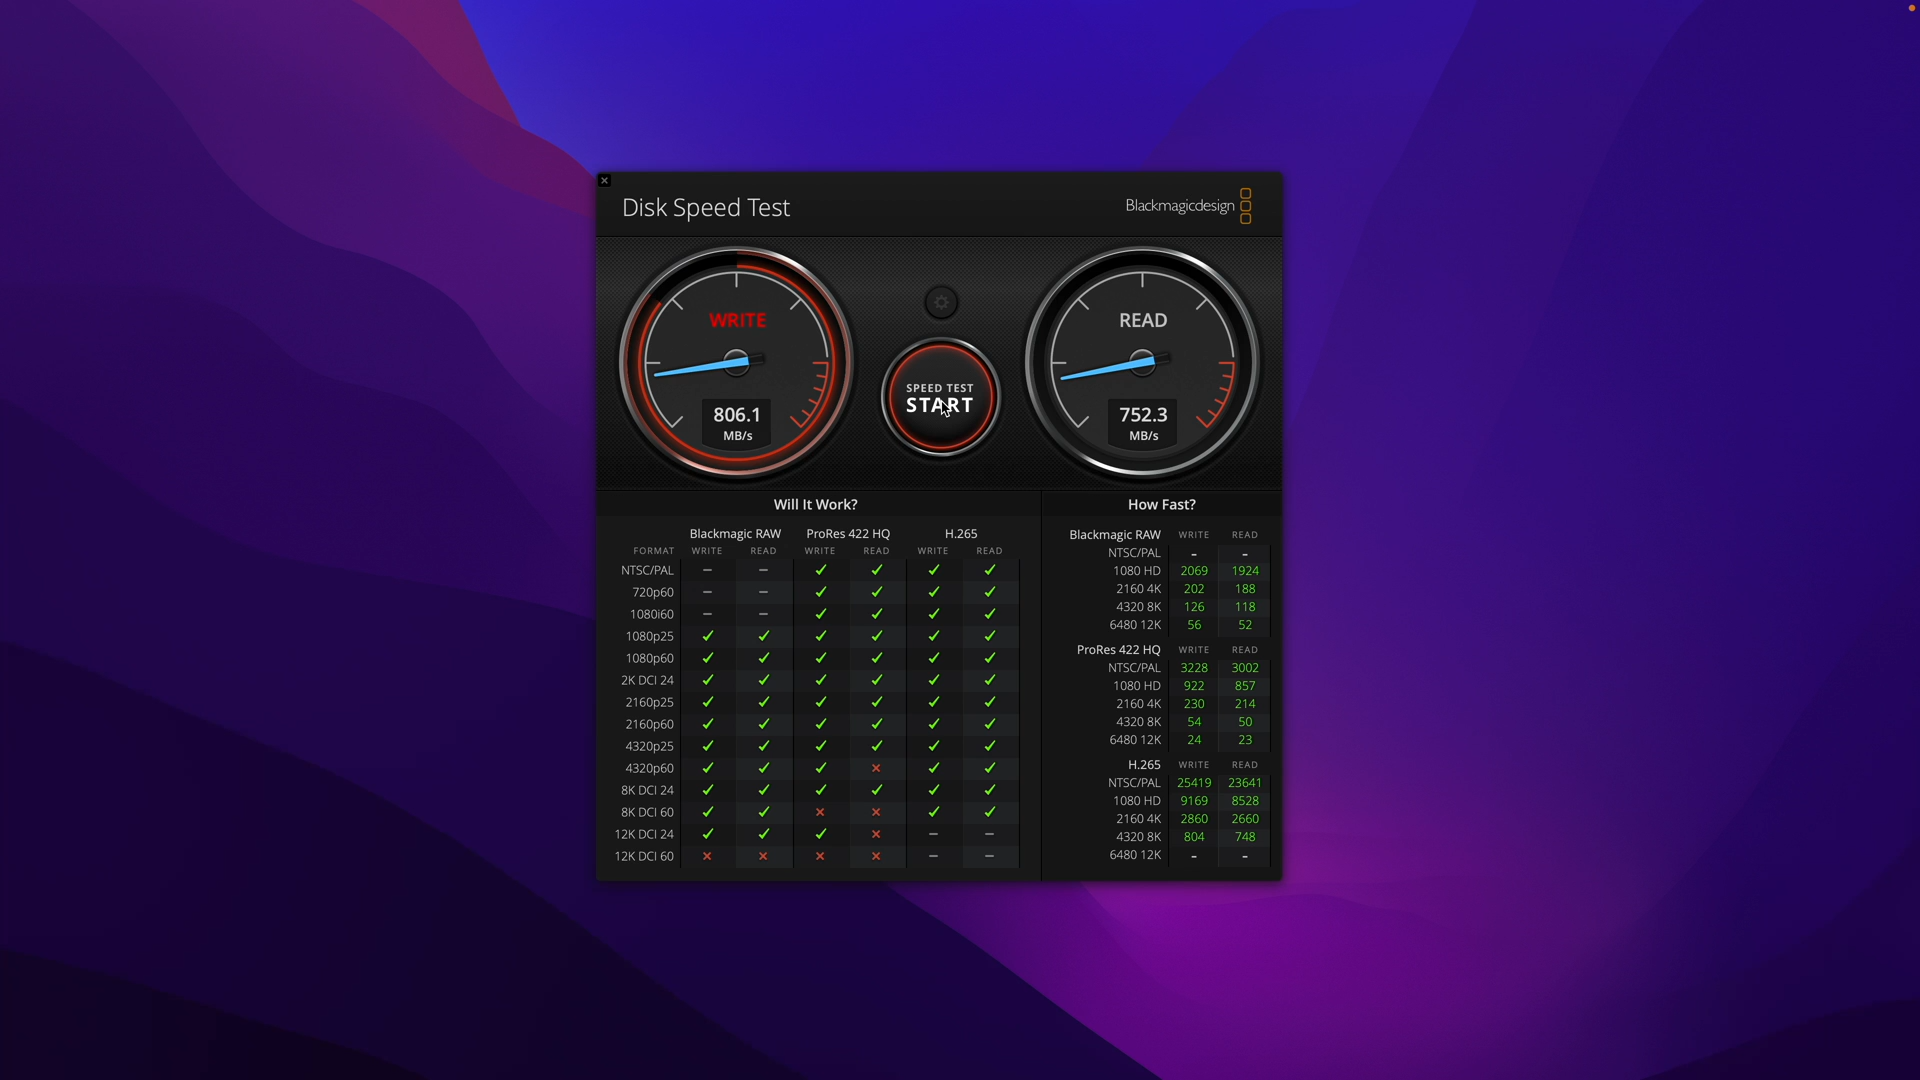 Disk Speed Test
Blackmagicdesign
WRITE
806.1
MB/s
SPEED TEST
START
READ
752.3
MB/s
Will It Work?
Blackmagic RAW ProRes 422 HQ H.265
FORMAT WRITE READ WRITE READ WRITE READ
NTSC/PAL – – ✓ ✓ ✓ ✓
720p60 – – ✓ ✓ ✓ ✓
1080i60 – – ✓ ✓ ✓ ✓
1080p25 ✓ ✓ ✓ ✓ ✓ ✓
1080p60 ✓ ✓ ✓ ✓ ✓ ✓
2K DCI 24 ✓ ✓ ✓ ✓ ✓ ✓
2160p25 ✓ ✓ ✓ ✓ ✓ ✓
2160p60 ✓ ✓ ✓ ✓ ✓ ✓
4320p25 ✓ ✓ ✓ ✓ ✓ ✓
4320p60 ✓ ✓ ✓ × ✓ ✓
8K DCI 24 ✓ ✓ ✓ ✓ ✓ ✓
8K DCI 60 ✓ ✓ × × ✓ ✓
12K DCI 24 ✓ ✓ ✓ × – –
12K DCI 60 × × × × – –
How Fast?
Blackmagic RAW WRITE READ
NTSC/PAL - -
1080 HD 2069 1924
2160 4K 202 188
4320 8K 126 118
6480 12K 56 52
ProRes 422 HQ WRITE READ
NTSC/PAL 3228 3002
1080 HD 922 857
2160 4K 230 214
4320 8K 54 50
6480 12K 24 23
H.265 WRITE READ
NTSC/PAL 25419 23641
1080 HD 9169 8528
2160 4K 2860 2660
4320 8K 804 748
6480 12K - -